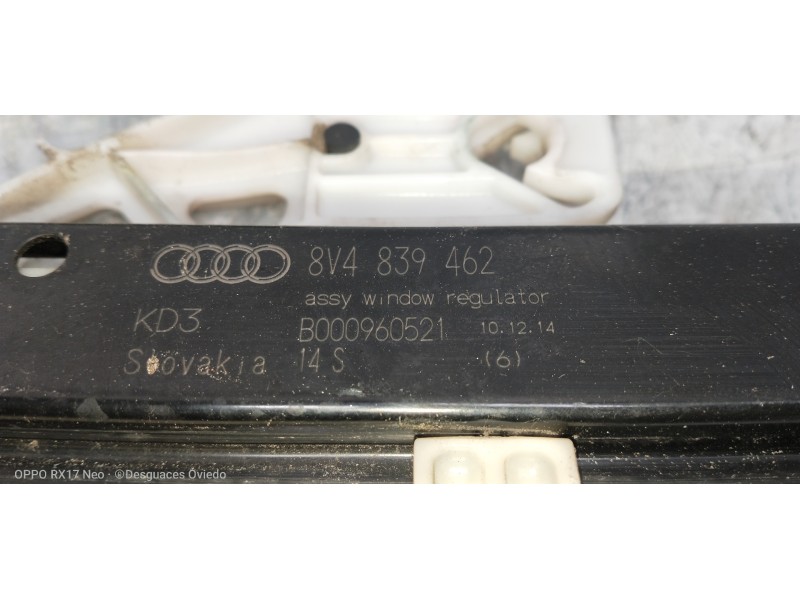 8V4 839 462
assy window regulator
KD3
B000960521 10.12.14
Slovakia 14 S (6)
OPPO RX17 Neo · ®Desguaces Oviedo